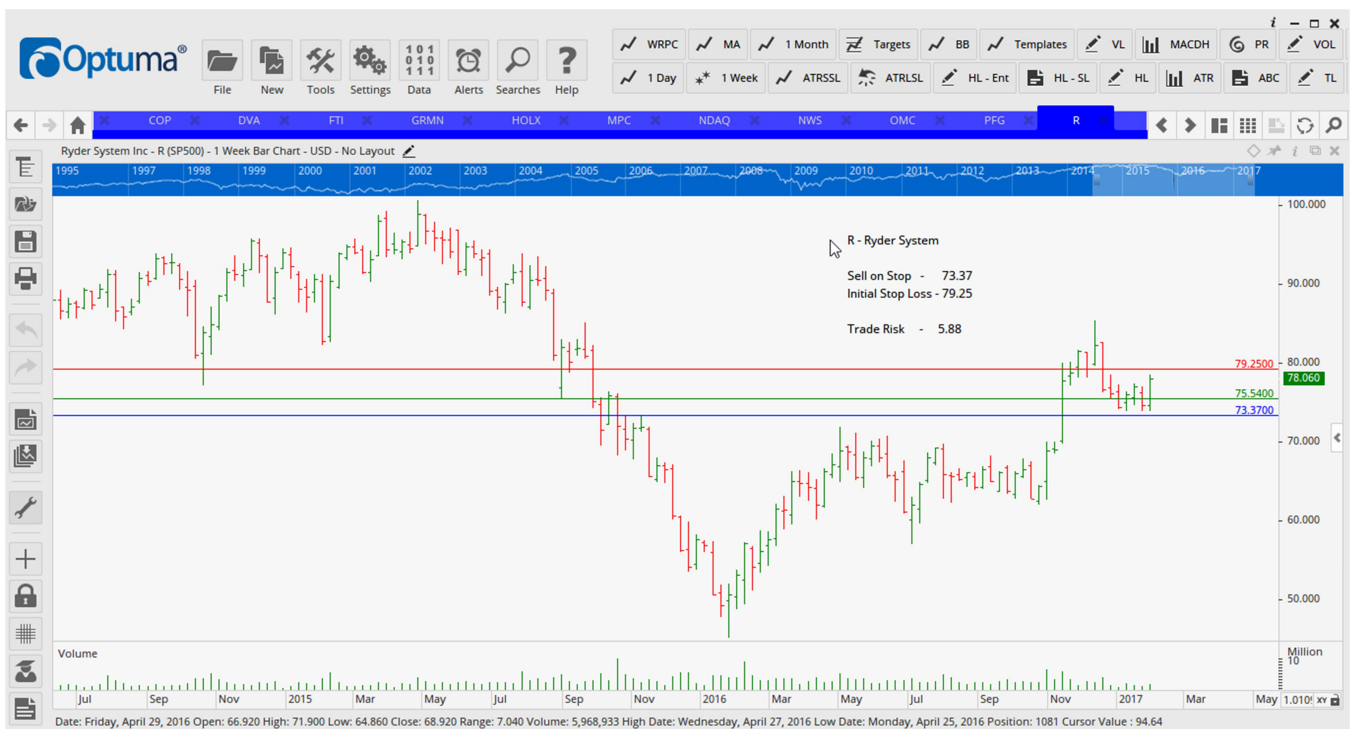 i
Optuma®
File New Tools Settings Data Alerts Searches Help
WRPC MA 1 Month Targets BB Templates VL MACDH PR VOL
1 Day 1 Week ATRSSL ATRLSL HL - Ent HL - SL HL ATR ABC TL
COP DVA FTI GRMN HOLX MPC NDAQ NWS OMC PFG R
Ryder System Inc - R (SP500) - 1 Week Bar Chart - USD - No Layout
1995 1997 1998 1999 2000 2001 2002 2003 2004 2005 2006 2007 2008 2009 2010 2011 2012 2013 2014 2015 2016 2017
100.000
R - Ryder System
Sell on Stop - 73.37
90.000
Initial Stop Loss - 79.25
Trade Risk - 5.88
79.2500
80.000
78.060
75.5400
73.3700
70.000
60.000
50.000
Volume
Million
10
Jul Sep Nov 2015 Mar May Jul Sep Nov 2016 Mar May Jul Sep Nov 2017 Mar May
XY
Date: Friday, April 29, 2016 Open: 66.920 High: 71.900 Low: 64.860 Close: 68.920 Range: 7.040 Volume: 5,968,933 High Date: Wednesday, April 27, 2016 Low Date: Monday, April 25, 2016 Position: 1081 Cursor Value : 94.64